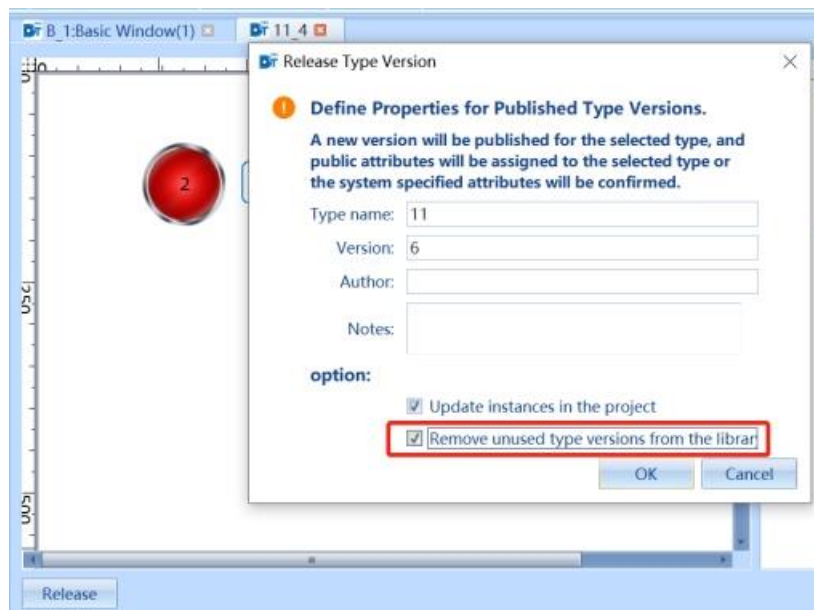 B_1:Basic Window(1)
11_4
Release Type Version
Define Properties for Published Type Versions.
A new version will be published for the selected type, and
public attributes will be assigned to the selected type or
the system specified attributes will be confirmed.
2
Type name: 11
Version: 6
Author:
Notes:
250
option:
Update instances in the project
Remove unused type versions from the librar
OK Cancel
500
Release